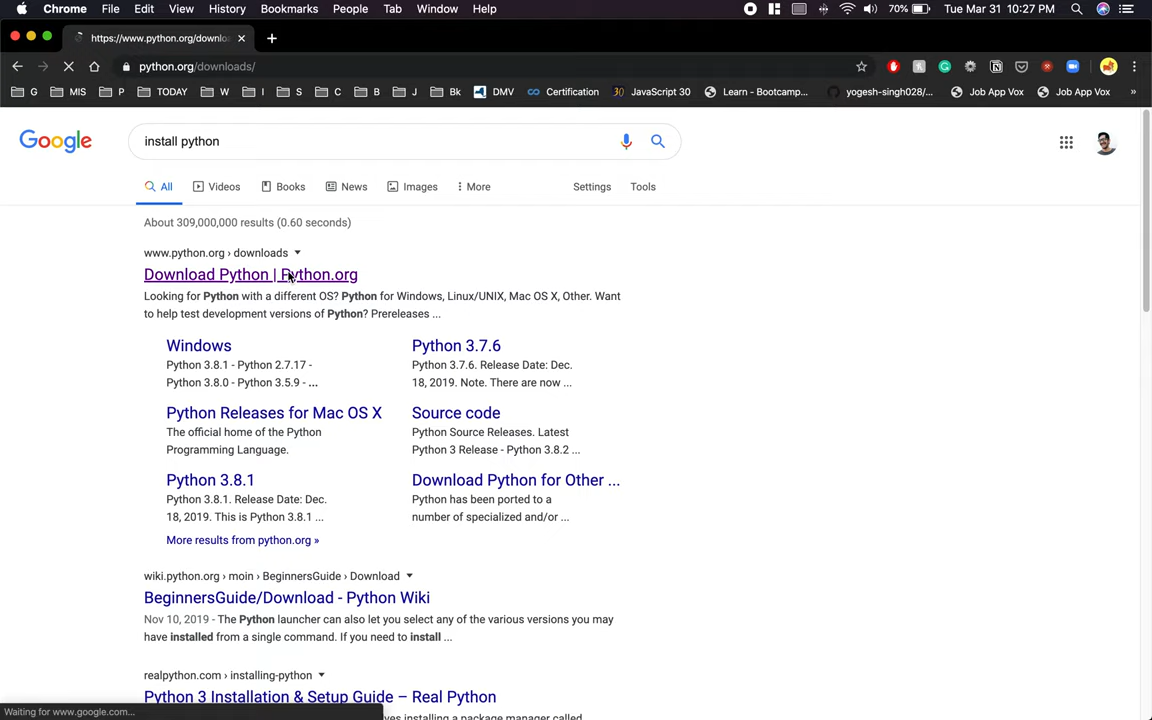 Chrome File Edit View History Bookmarks People Tab Window Help 70% Tue Mar 31 10:27 PM
https://www.python.org/downlo
python.org/downloads/
G MIS P TODAY W I S C B J Bk DMV Certification JavaScript 30 Learn - Bootcamp... yogesh-singh028/... Job App Vox Job App Vox »
Google install python
All Videos Books News Images More Settings Tools
About 309,000,000 results (0.60 seconds)
www.python.org › downloads
Download Python | Python.org
Looking for Python with a different OS? Python for Windows, Linux/UNIX, Mac OS X, Other. Want
to help test development versions of Python? Prereleases ...
Windows
Python 3.8.1 - Python 2.7.17 -
Python 3.8.0 - Python 3.5.9 - ...
Python 3.7.6
Python 3.7.6. Release Date: Dec.
18, 2019. Note. There are now ...
Python Releases for Mac OS X
The official home of the Python
Programming Language.
Source code
Python Source Releases. Latest
Python 3 Release - Python 3.8.2 ...
Python 3.8.1
Python 3.8.1. Release Date: Dec.
18, 2019. This is Python 3.8.1 ...
Download Python for Other ...
Python has been ported to a
number of specialized and/or ...
More results from python.org »
wiki.python.org › moin › BeginnersGuide › Download
BeginnersGuide/Download - Python Wiki
Nov 10, 2019 - The Python launcher can also let you select any of the various versions you may
have installed from a single command. If you need to install ...
realpython.com › installing-python
Python 3 Installation & Setup Guide – Real Python
ves installing a package manager called
Waiting for www.google.com...